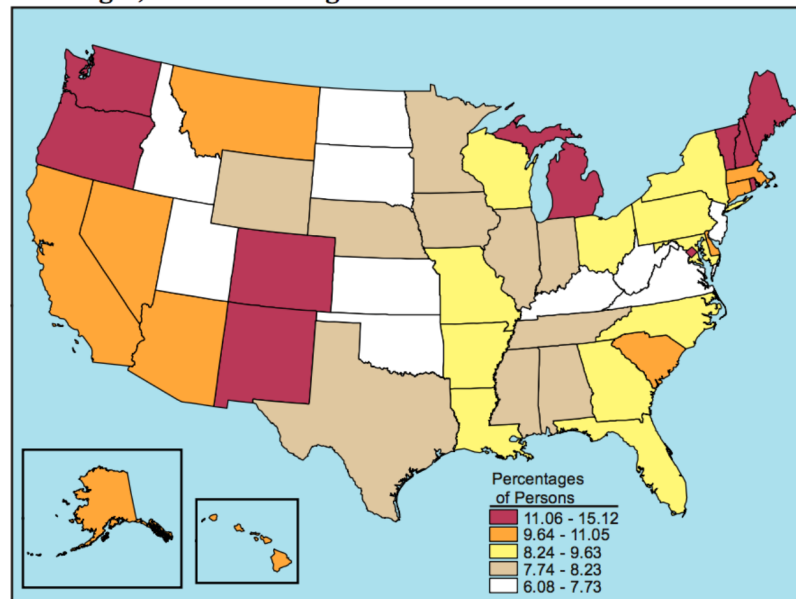 Percentages
of Persons
11.06 - 15.12
9.64 - 11.05
8.24 - 9.63
7.74 - 8.23
6.08 - 7.73